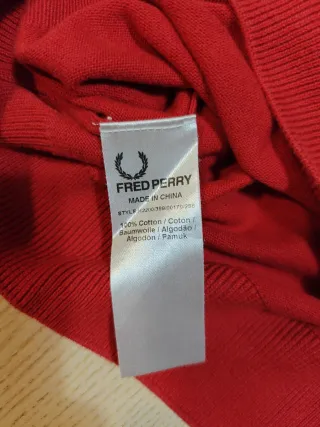 FRED PERRY
MADE IN CHINA
100% Cotton / Coton /
Baumwolle / Algodão /
Algodón / Pamuk